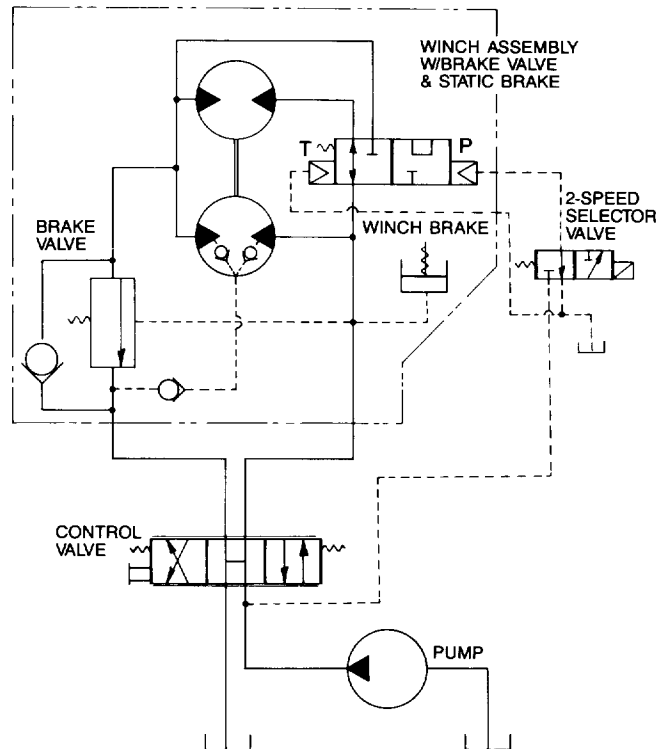 WINCH ASSEMBLY
W/BRAKE VALVE
& STATIC BRAKE
T
P
2-SPEED
SELECTOR
VALVE
BRAKE
VALVE
WINCH BRAKE
CONTROL
VALVE
PUMP